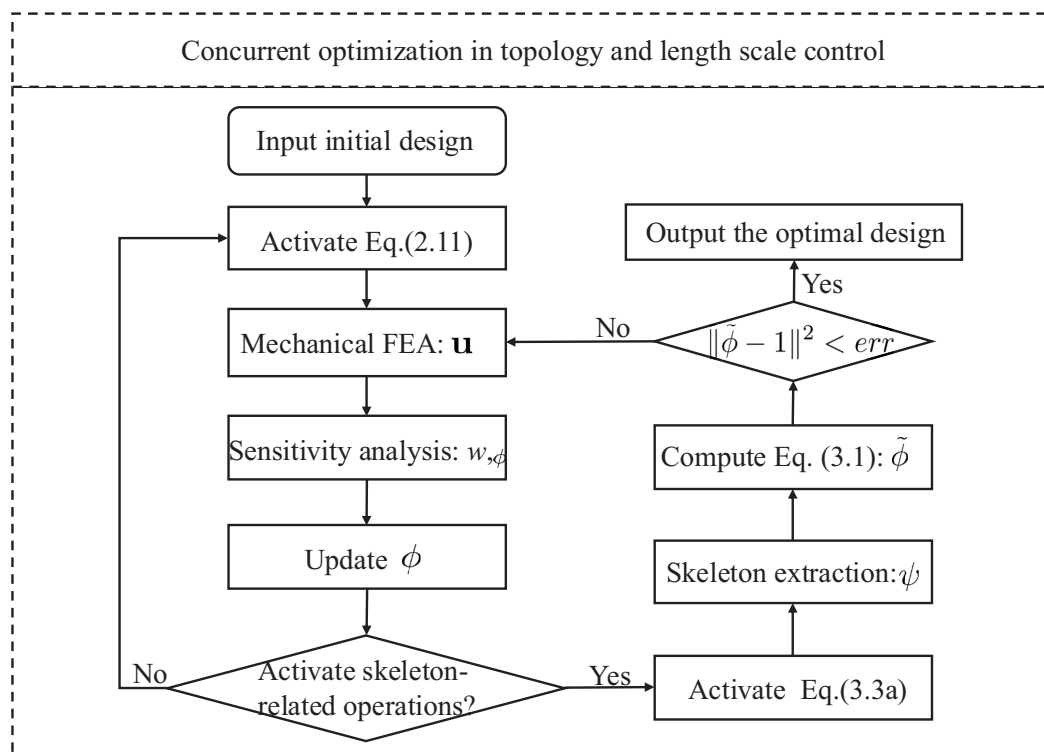 Concurrent optimization in topology and length scale control
Input initial design
Activate Eq.(2.11)
Mechanical FEA: u
Sensitivity analysis: w,ϕ
Update ϕ
Activate skeleton-
related operations?
No
Yes
Activate Eq.(3.3a)
Skeleton extraction:ψ
Compute Eq. (3.1): ϕ̃
‖ϕ̃ − 1‖² < err
No
Yes
Output the optimal design